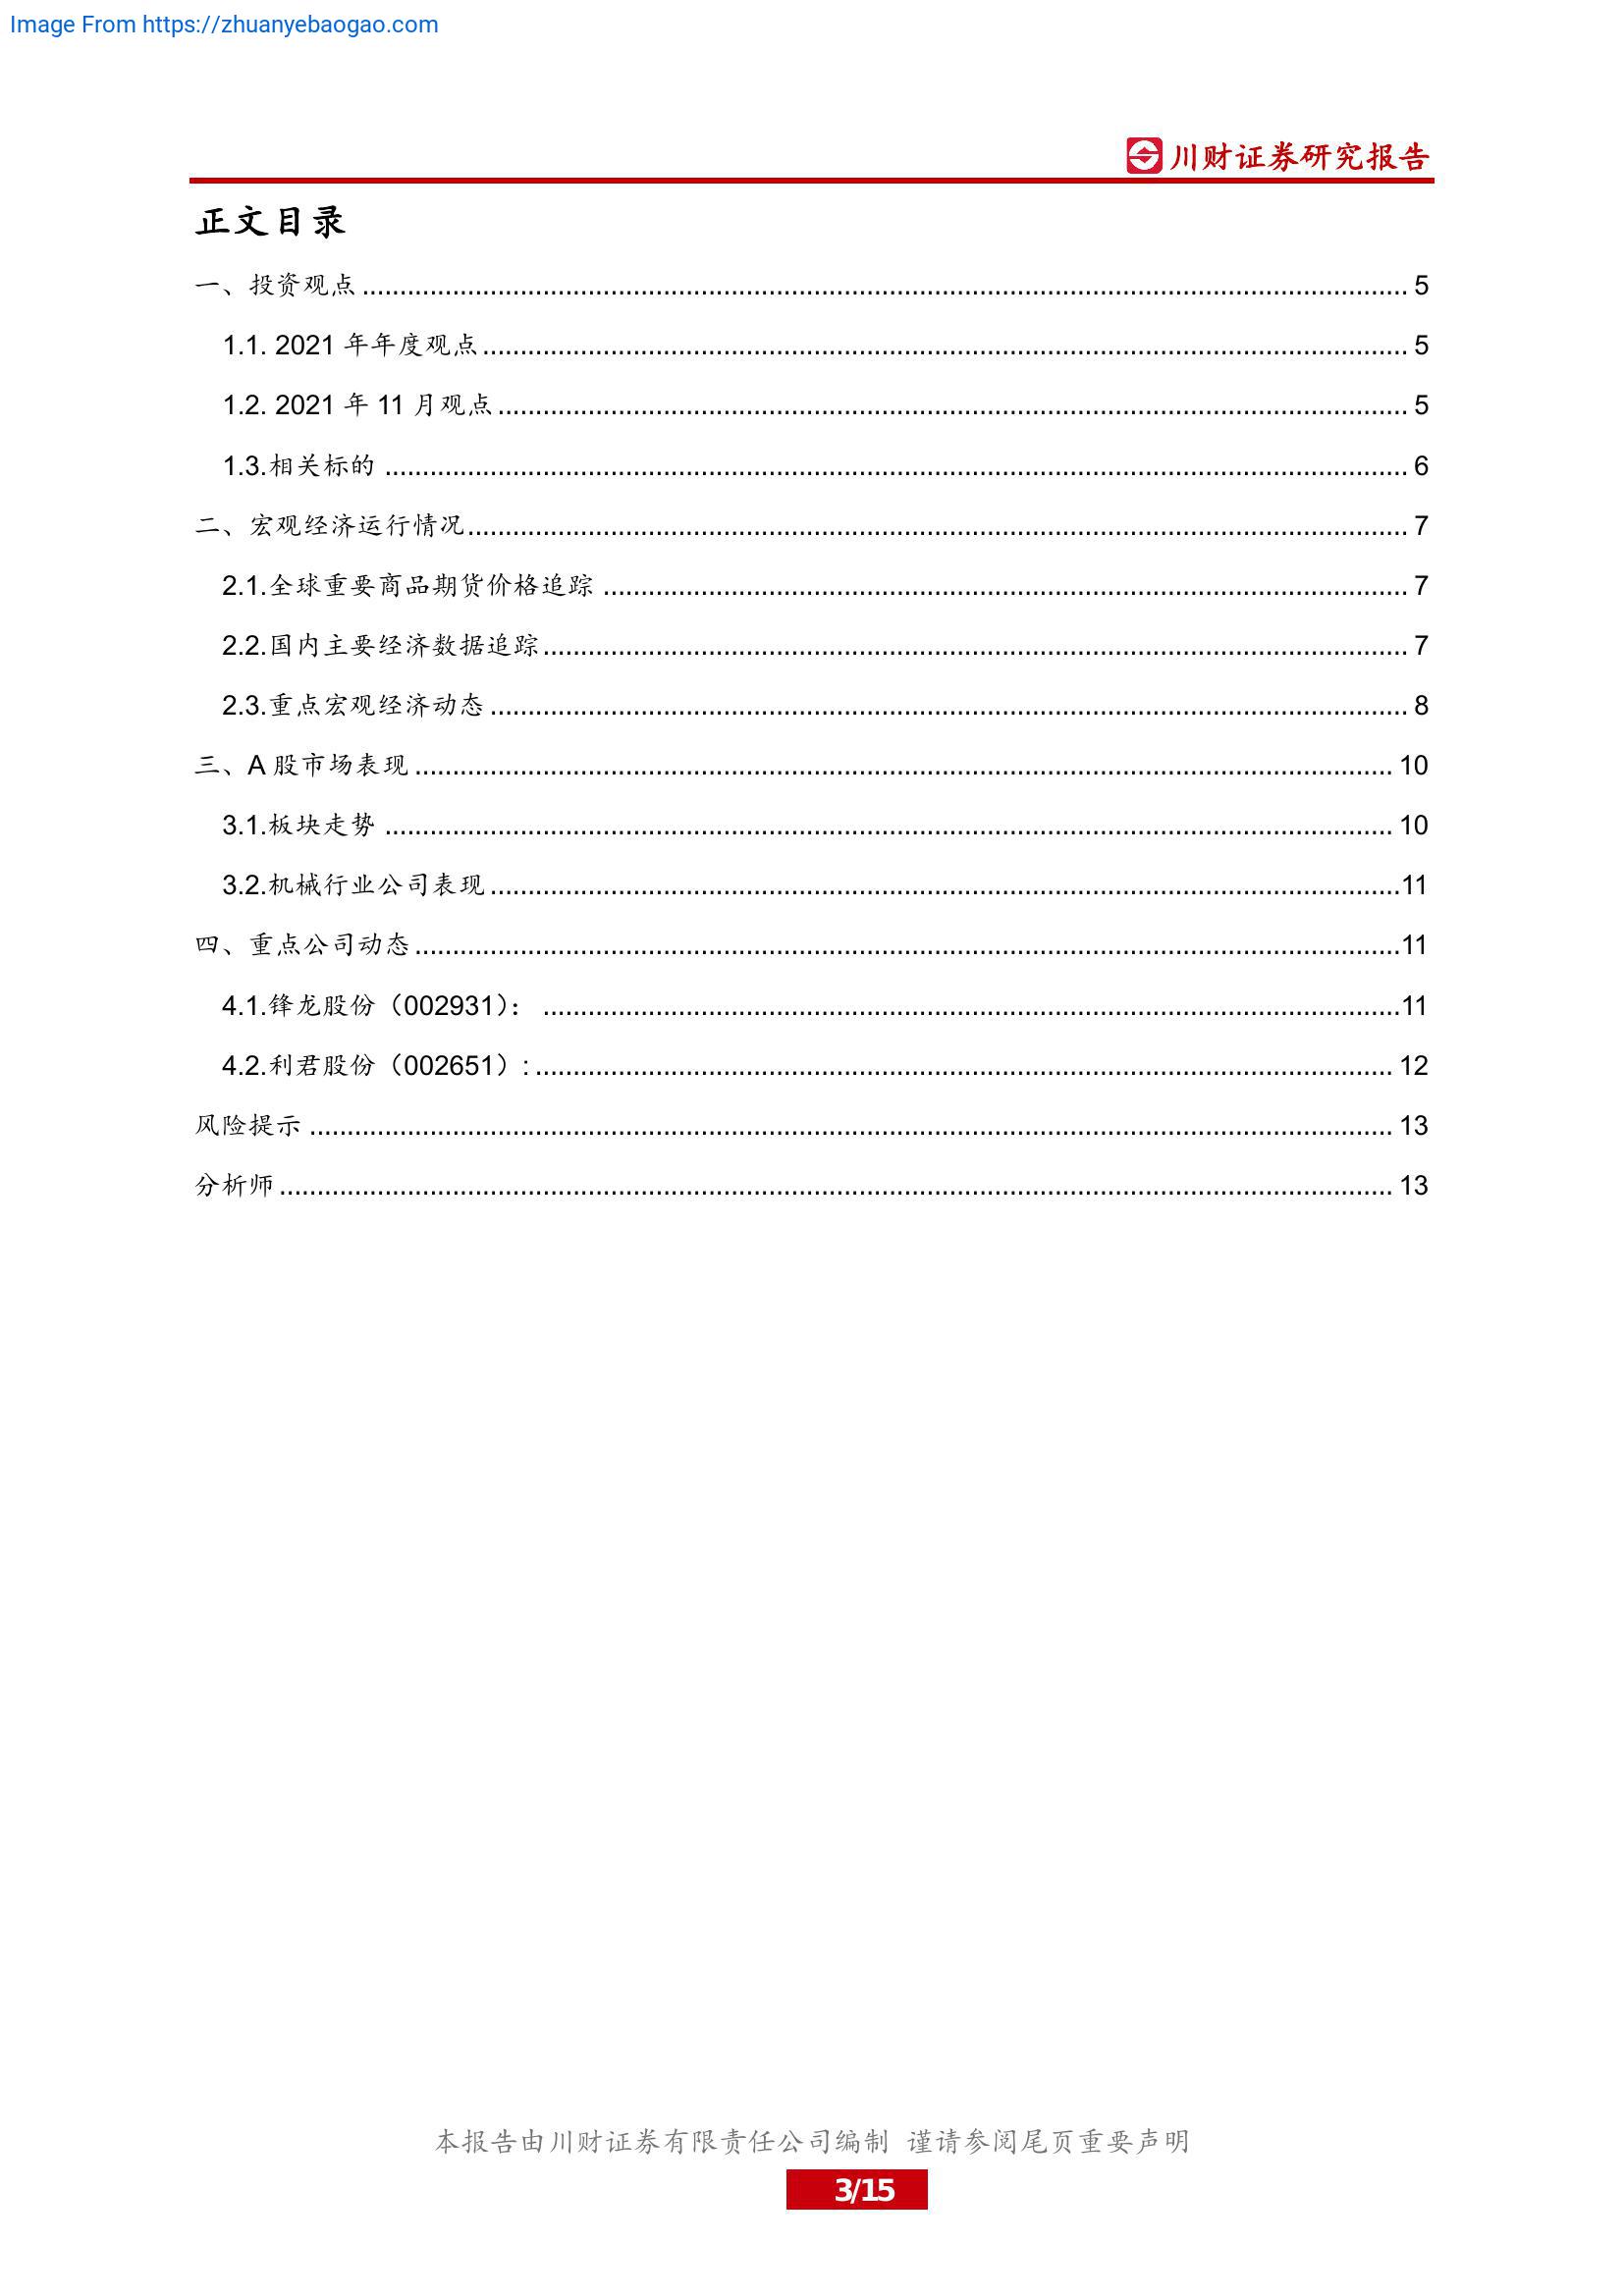 Image From https://zhuanyebaogao.com
川财证券研究报告
正文目录
一、投资观点 ........................................ 5
1.1. 2021 年年度观点 ........................................ 5
1.2. 2021 年 11 月观点 ........................................ 5
1.3.相关标的 ........................................ 6
二、宏观经济运行情况 ........................................ 7
2.1.全球重要商品期货价格追踪 ........................................ 7
2.2.国内主要经济数据追踪 ........................................ 7
2.3.重点宏观经济动态 ........................................ 8
三、A 股市场表现 ........................................ 10
3.1.板块走势 ........................................ 10
3.2.机械行业公司表现 ........................................ 11
四、重点公司动态 ........................................ 11
4.1.锋龙股份（002931）： ........................................ 11
4.2.利君股份（002651）: ........................................ 12
风险提示 ........................................ 13
分析师 ........................................ 13
本报告由川财证券有限责任公司编制 谨请参阅尾页重要声明
3/15